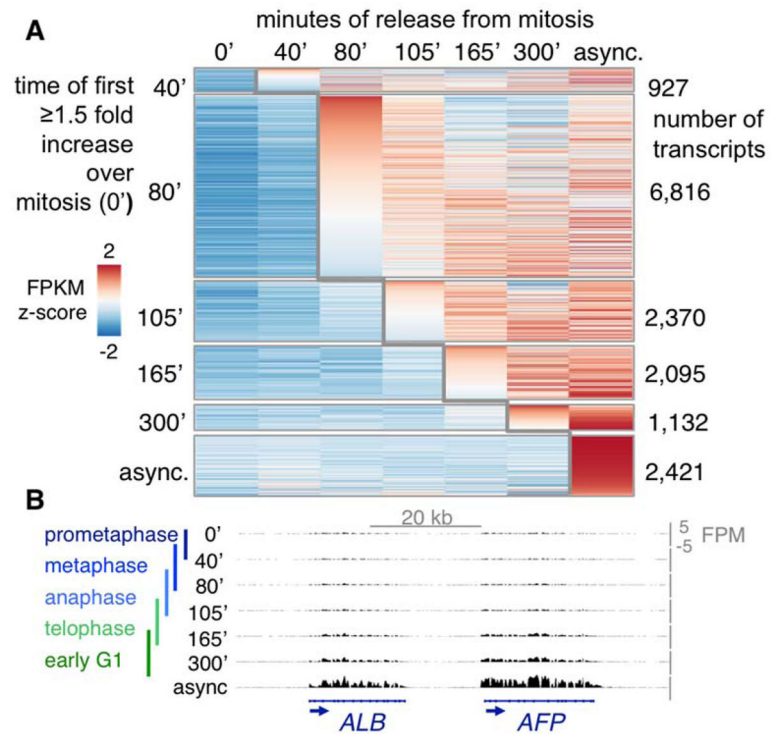 A
minutes of release from mitosis
0' 40' 80' 105' 165' 300' async.
time of first
≥1.5 fold
increase
over
mitosis (0')
40'
80'
105'
165'
300'
async.
927
number of
transcripts
6,816
2,370
2,095
1,132
2,421
2
FPKM
z-score
-2
B
20 kb
prometaphase
metaphase
anaphase
telophase
early G1
0'
40'
80'
105'
165'
300'
async
5
-5
FPM
ALB
AFP